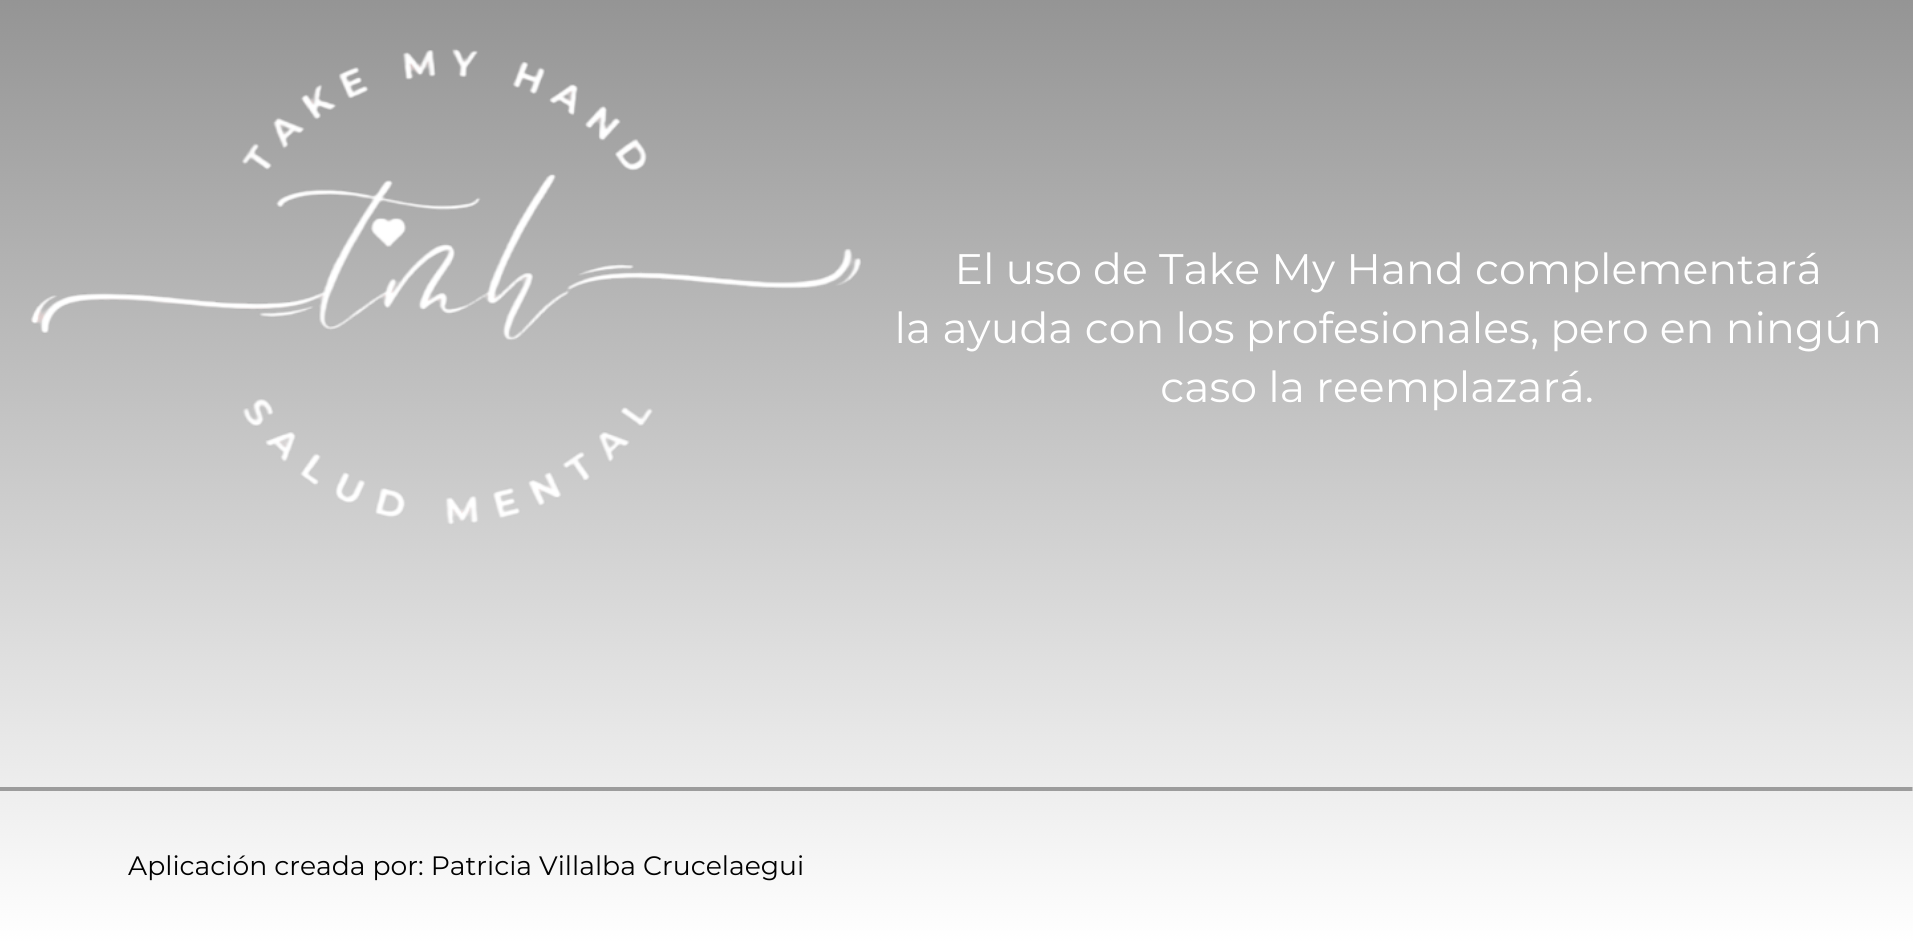 TAKE MY HAND
tmh
SALUD MENTAL
El uso de Take My Hand complementará
la ayuda con los profesionales, pero en ningún
caso la reemplazará.
Aplicación creada por: Patricia Villalba Crucelaegui